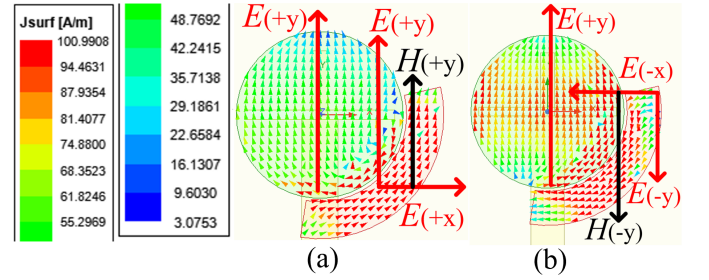 Jsurf [A/m]
100.9908
94.4631
87.9354
81.4077
74.8800
68.3523
61.8246
55.2969
48.7692
42.2415
35.7138
29.1861
22.6584
16.1307
9.6030
3.0753
E(+y)
E(+y)
H(+y)
E(+x)
(a)
E(+y)
E(-x)
E(-y)
H(-y)
(b)